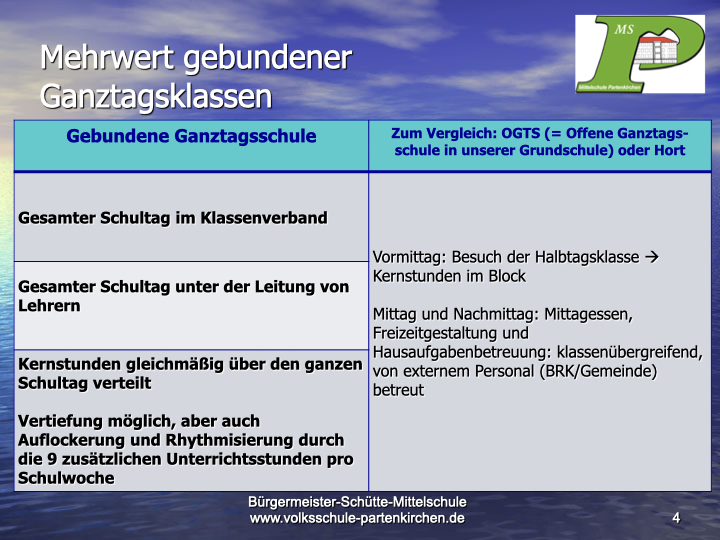 Mehrwert gebundener
Ganztagsklassen
MS
Mittelschule Partenkirchen
Gebundene Ganztagsschule
Zum Vergleich: OGTS (= Offene Ganztags-
schule in unserer Grundschule) oder Hort
Gesamter Schultag im Klassenverband
Gesamter Schultag unter der Leitung von
Lehrern
Kernstunden gleichmäßig über den ganzen
Schultag verteilt
Vertiefung möglich, aber auch
Auflockerung und Rhythmisierung durch
die 9 zusätzlichen Unterrichtsstunden pro
Schulwoche
Vormittag: Besuch der Halbtagsklasse →
Kernstunden im Block
Mittag und Nachmittag: Mittagessen,
Freizeitgestaltung und
Hausaufgabenbetreuung: klassenübergreifend,
von externem Personal (BRK/Gemeinde)
betreut
Bürgermeister-Schütte-Mittelschule
www.volksschule-partenkirchen.de
4